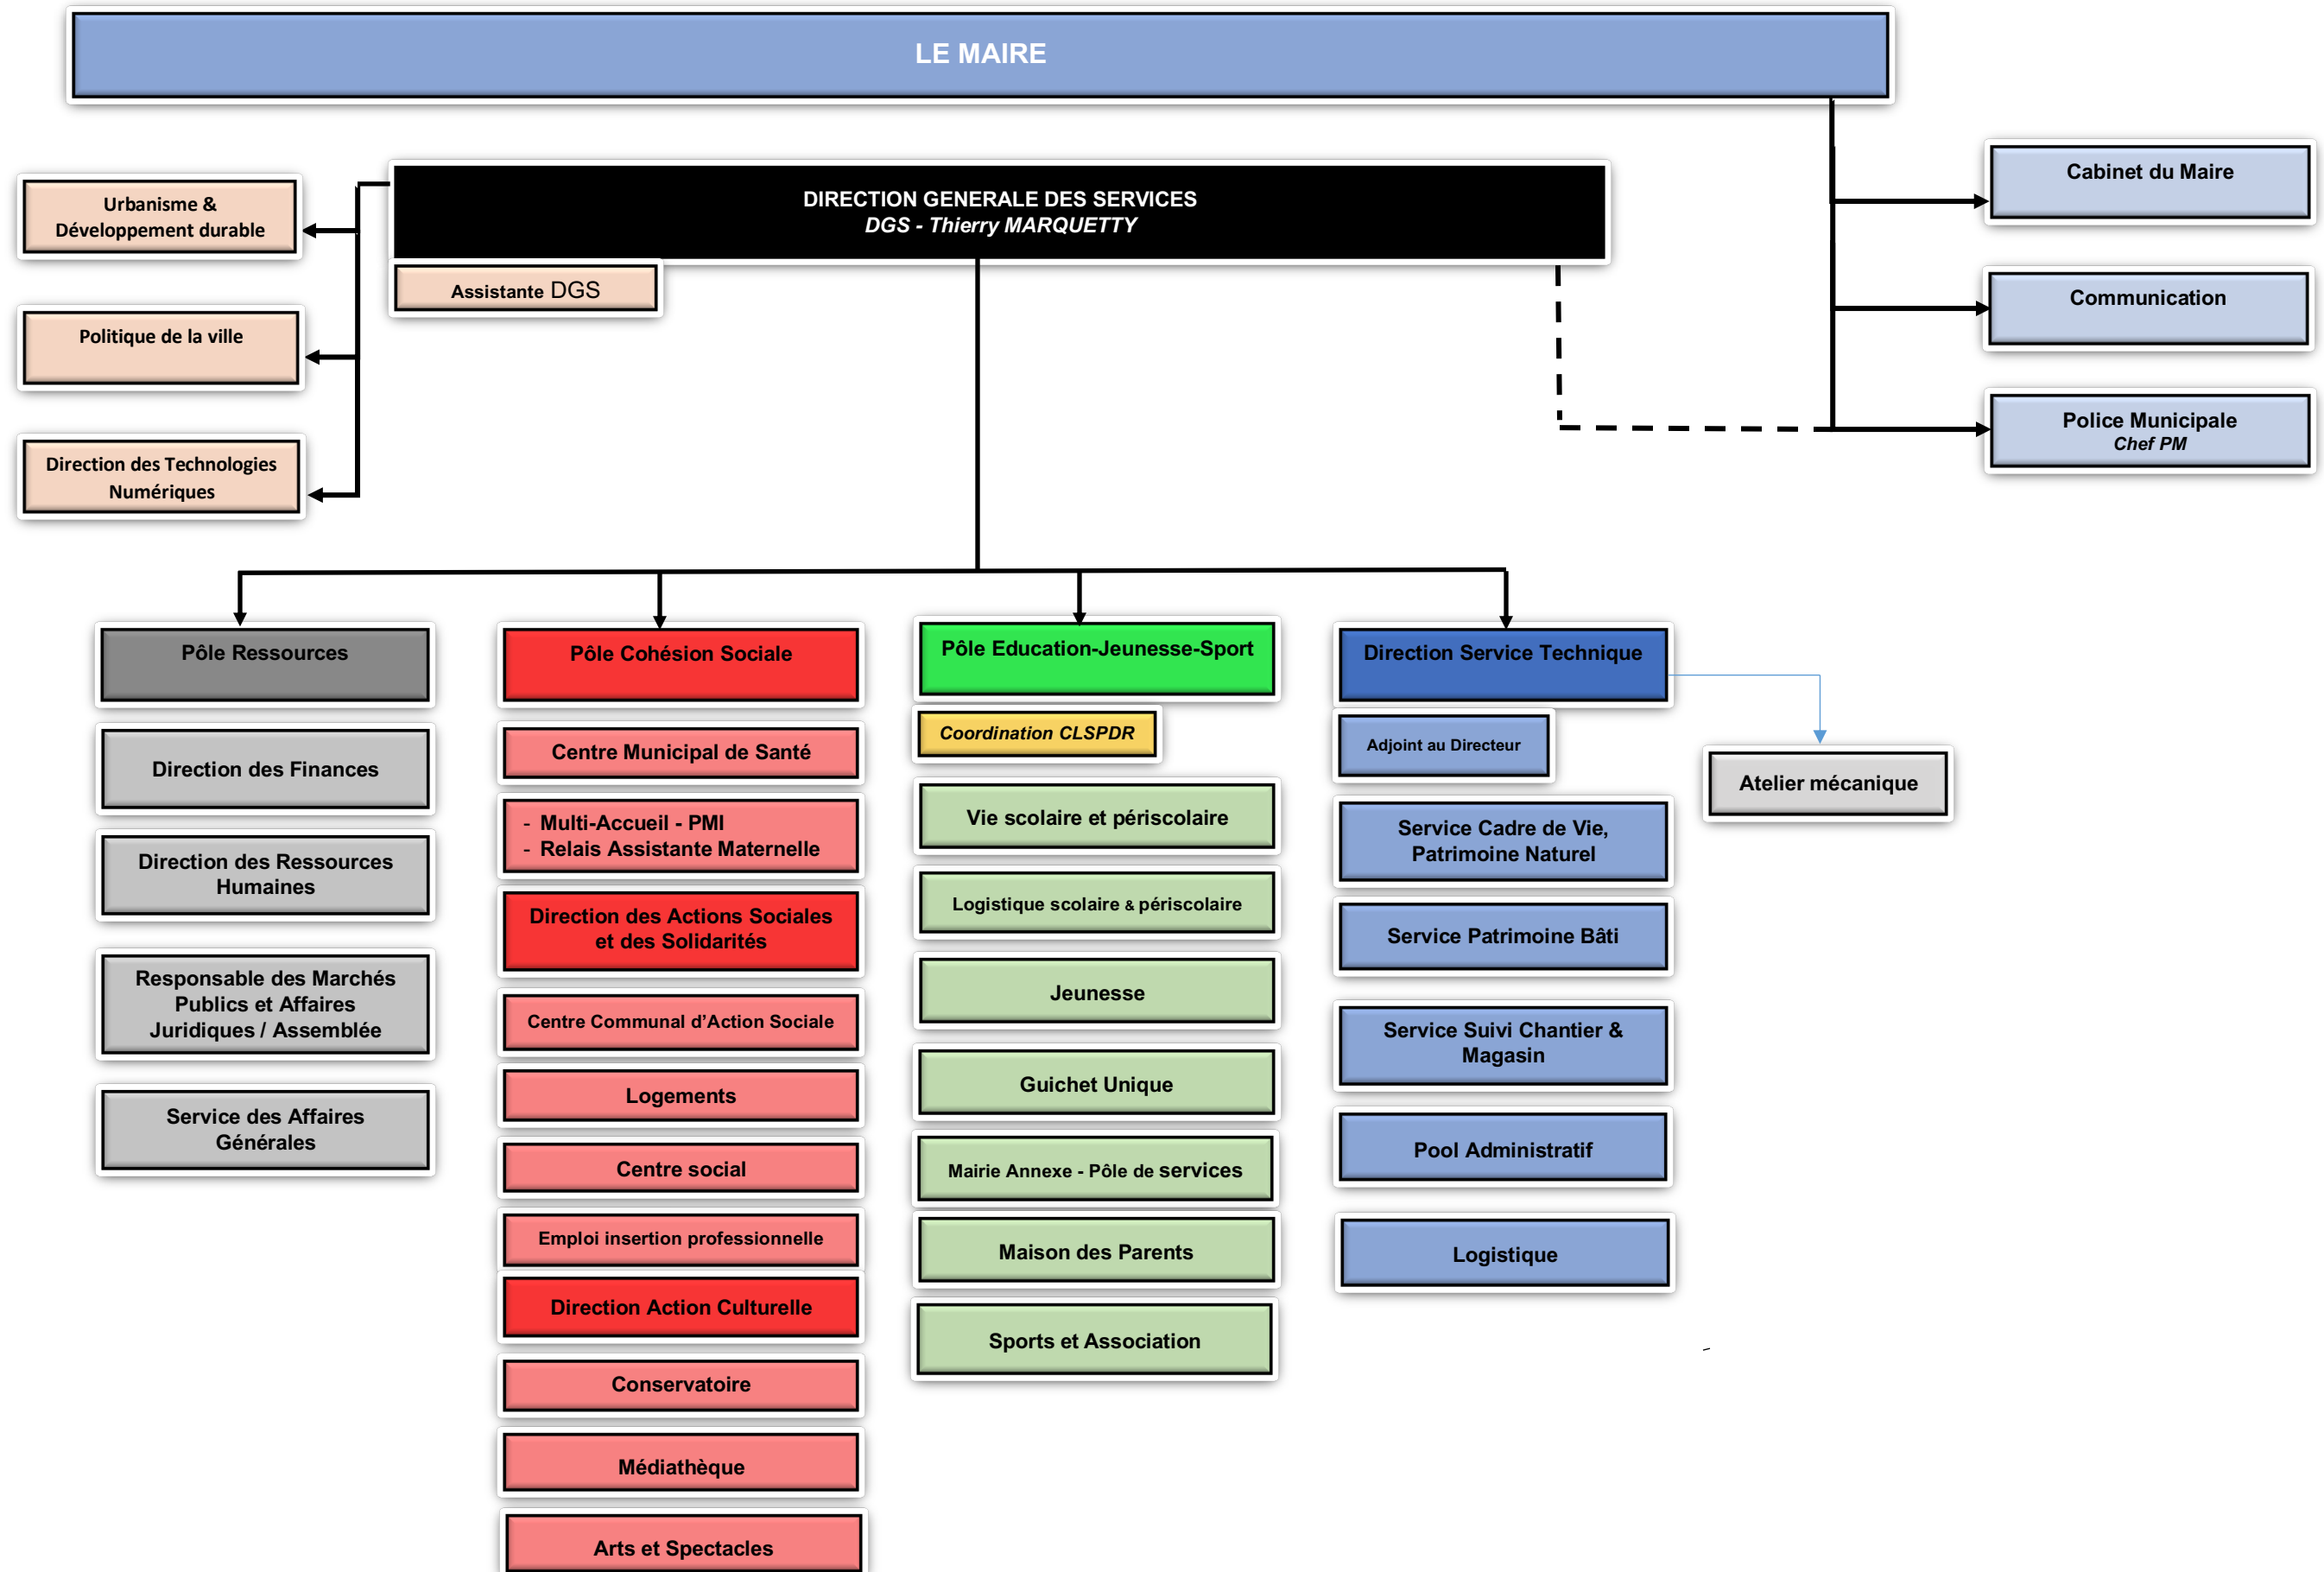 LE MAIRE
Cabinet du Maire
Communication
Police Municipale
Chef PM
DIRECTION GENERALE DES SERVICES
DGS - Thierry MARQUETTY
Assistante DGS
Urbanisme &
Développement durable
Politique de la ville
Direction des Technologies
Numériques
Pôle Ressources
Direction des Finances
Direction des Ressources
Humaines
Responsable des Marchés
Publics et Affaires
Juridiques / Assemblée
Service des Affaires
Générales
Pôle Cohésion Sociale
Centre Municipal de Santé
- Multi-Accueil - PMI
- Relais Assistante Maternelle
Direction des Actions Sociales
et des Solidarités
Centre Communal d’Action Sociale
Logements
Centre social
Emploi insertion professionnelle
Direction Action Culturelle
Conservatoire
Médiathèque
Arts et Spectacles
Pôle Education-Jeunesse-Sport
Coordination CLSPDR
Vie scolaire et périscolaire
Logistique scolaire & périscolaire
Jeunesse
Guichet Unique
Mairie Annexe - Pôle de services
Maison des Parents
Sports et Association
Direction Service Technique
Adjoint au Directeur
Service Cadre de Vie,
Patrimoine Naturel
Service Patrimoine Bâti
Service Suivi Chantier &
Magasin
Pool Administratif
Logistique
Atelier mécanique